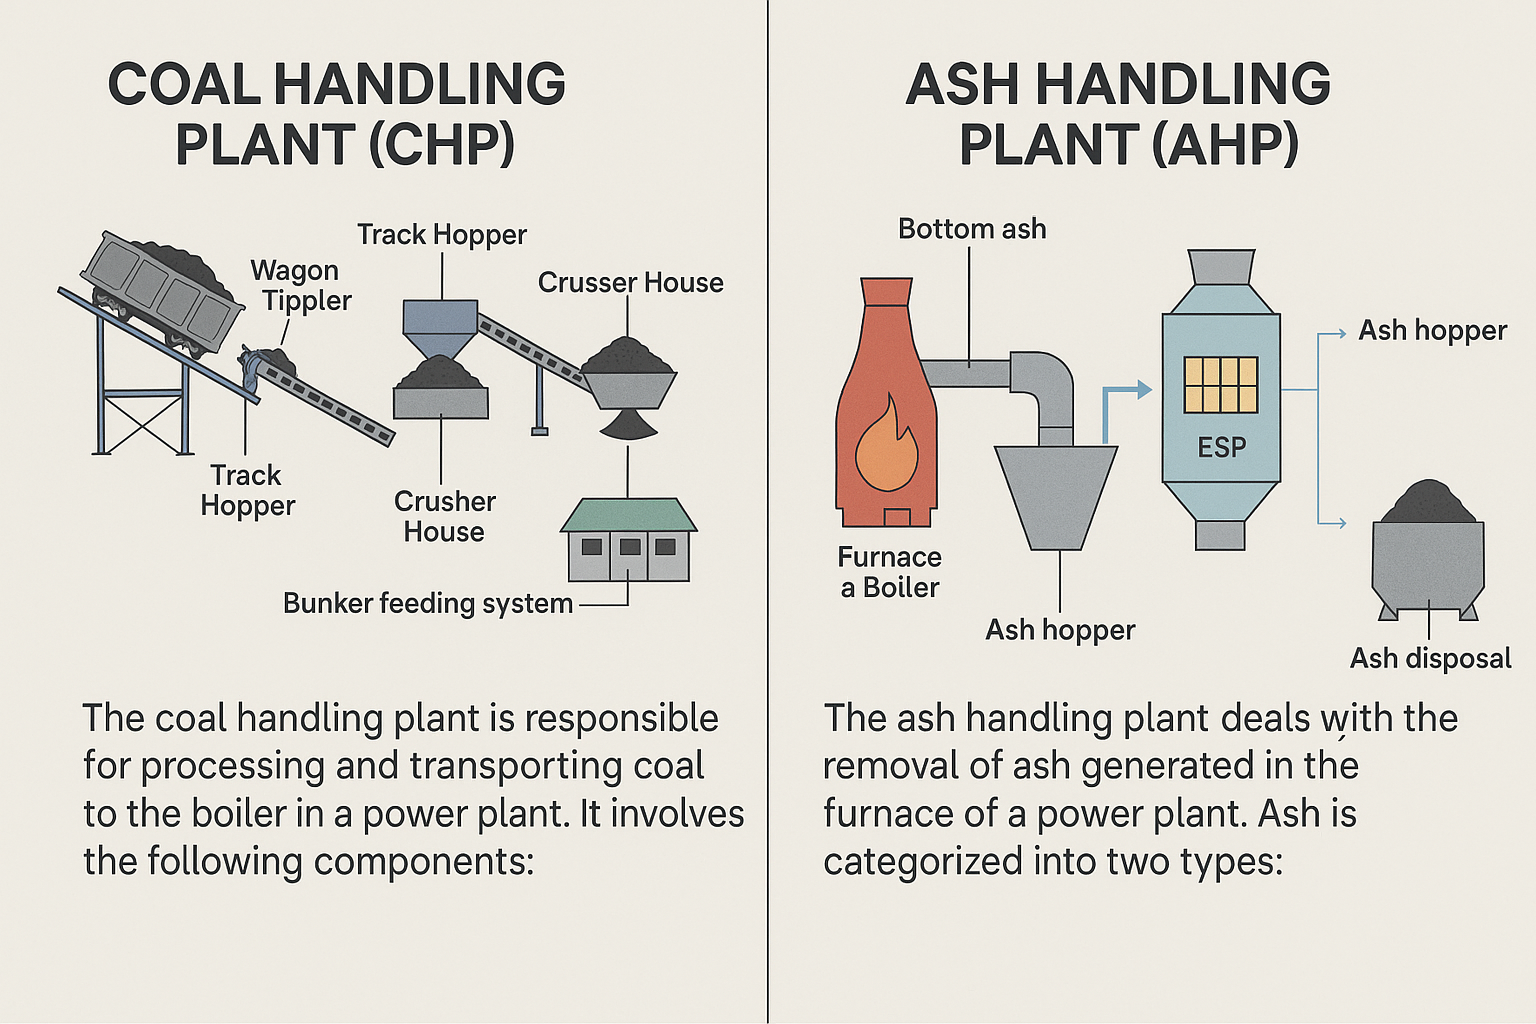 COAL HANDLING
PLANT (CHP)
Track Hopper
Wagon
Tippler
Crusser House
Track
Hopper
Crusher
House
Bunker feeding system
The coal handling plant is responsible
for processing and transporting coal
to the boiler in a power plant. It involves
the following components:
ASH HANDLING
PLANT (AHP)
Bottom ash
Ash hopper
ESP
Furnace
a Boiler
Ash hopper
Ash disposal
The ash handling plant deals with the
removal of ash generated in the
furnace of a power plant. Ash is
categorized into two types: